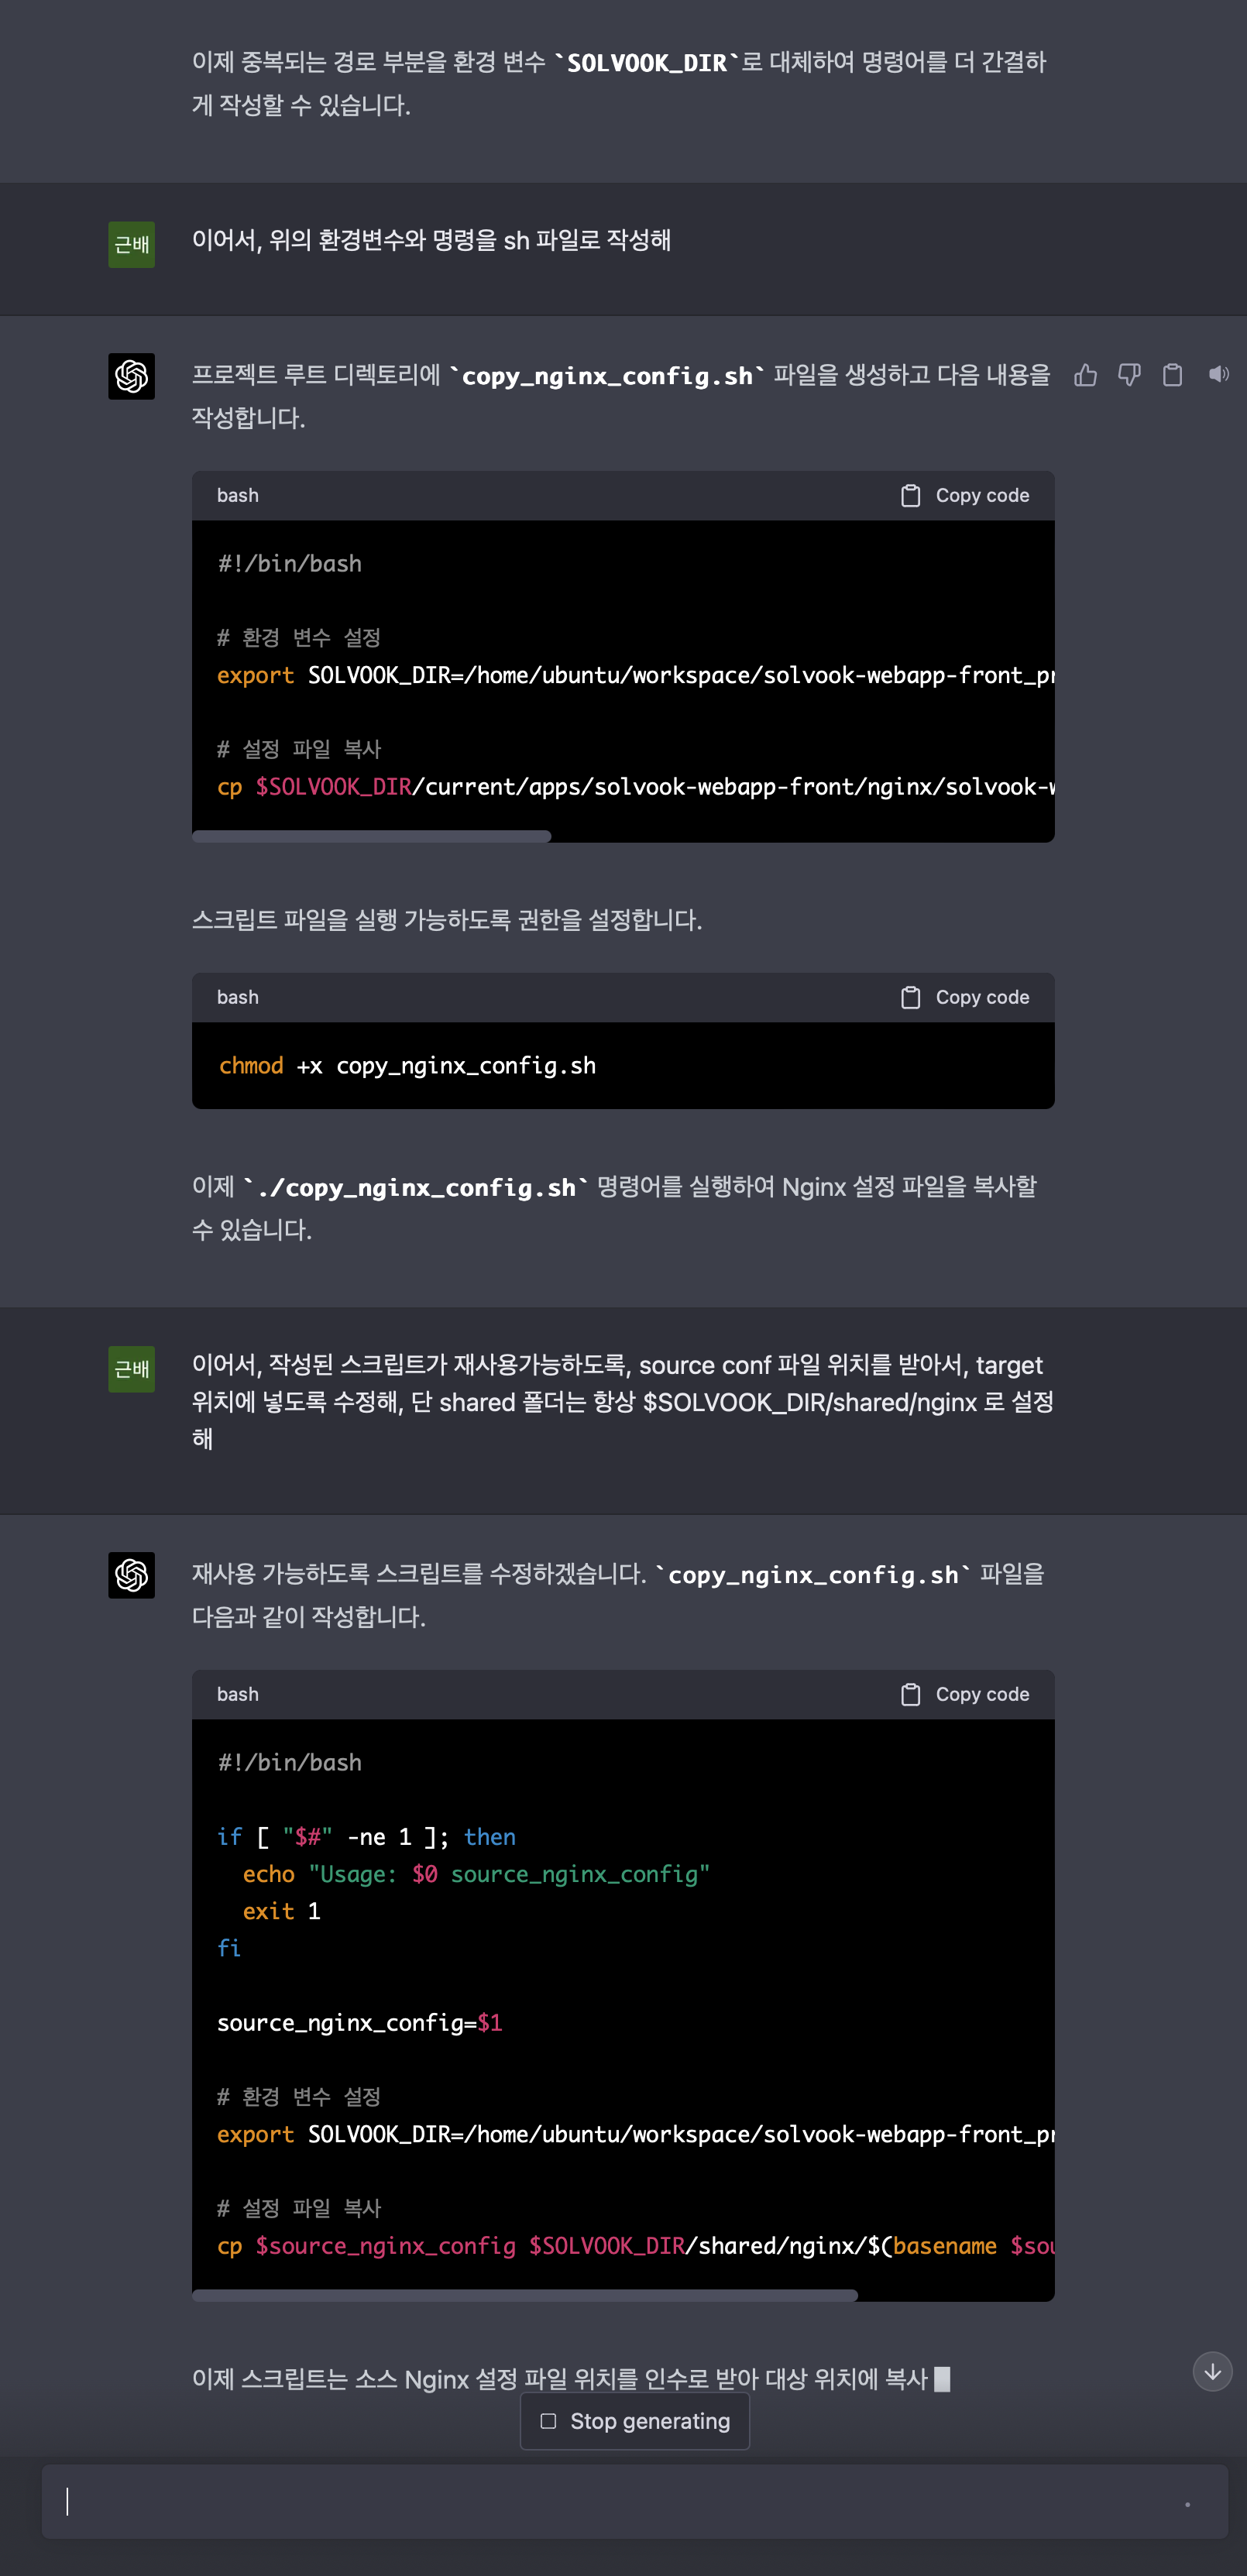 이제 중복되는 경로 부분을 환경 변수 `SOLVOOK_DIR`로 대체하여 명령어를 더 간결하
게 작성할 수 있습니다.
근배
이어서, 위의 환경변수와 명령을 sh 파일로 작성해
프로젝트 루트 디렉토리에 `copy_nginx_config.sh` 파일을 생성하고 다음 내용을
작성합니다.
bash
Copy code
#!/bin/bash
# 환경 변수 설정
export SOLVOOK_DIR=/home/ubuntu/workspace/solvook-webapp-front_pr
# 설정 파일 복사
cp $SOLVOOK_DIR/current/apps/solvook-webapp-front/nginx/solvook-w
스크립트 파일을 실행 가능하도록 권한을 설정합니다.
bash
Copy code
chmod +x copy_nginx_config.sh
이제 `./copy_nginx_config.sh` 명령어를 실행하여 Nginx 설정 파일을 복사할
수 있습니다.
근배
이어서, 작성된 스크립트가 재사용가능하도록, source conf 파일 위치를 받아서, target
위치에 넣도록 수정해, 단 shared 폴더는 항상 $SOLVOOK_DIR/shared/nginx 로 설정
해
재사용 가능하도록 스크립트를 수정하겠습니다. `copy_nginx_config.sh` 파일을
다음과 같이 작성합니다.
bash
Copy code
#!/bin/bash
if [ "$#" -ne 1 ]; then
echo "Usage: $0 source_nginx_config"
exit 1
fi
source_nginx_config=$1
# 환경 변수 설정
export SOLVOOK_DIR=/home/ubuntu/workspace/solvook-webapp-front_pr
# 설정 파일 복사
cp $source_nginx_config $SOLVOOK_DIR/shared/nginx/$(basename $sou
이제 스크립트는 소스 Nginx 설정 파일 위치를 인수로 받아 대상 위치에 복사
Stop generating